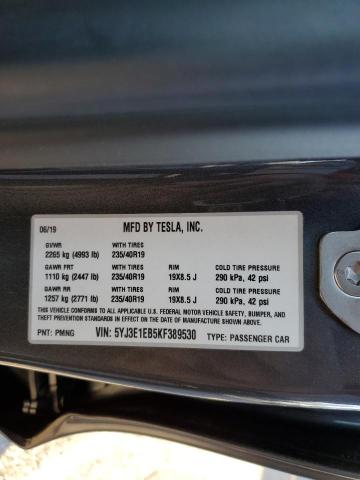 06/19 MFD BY TESLA, INC.
GVWR WITH TIRES
2265 kg (4993 lb) 235/40R19
GAWR FRT WITH TIRES RIM COLD TIRE PRESSURE
1110 kg (2447 lb) 235/40R19 19X8.5 J 290 kPa, 42 psi
GAWR RR WITH TIRES RIM COLD TIRE PRESSURE
1257 kg (2771 lb) 235/40R19 19X8.5 J 290 kPa, 42 psi
THIS VEHICLE CONFORMS TO ALL APPLICABLE U.S. FEDERAL MOTOR VEHICLE SAFETY, BUMPER, AND
THEFT PREVENTION STANDARDS IN EFFECT ON THE DATE OF MANUFACTURE SHOWN ABOVE.
PNT: PMNG VIN: 5YJ3E1EB5KF389530 TYPE: PASSENGER CAR